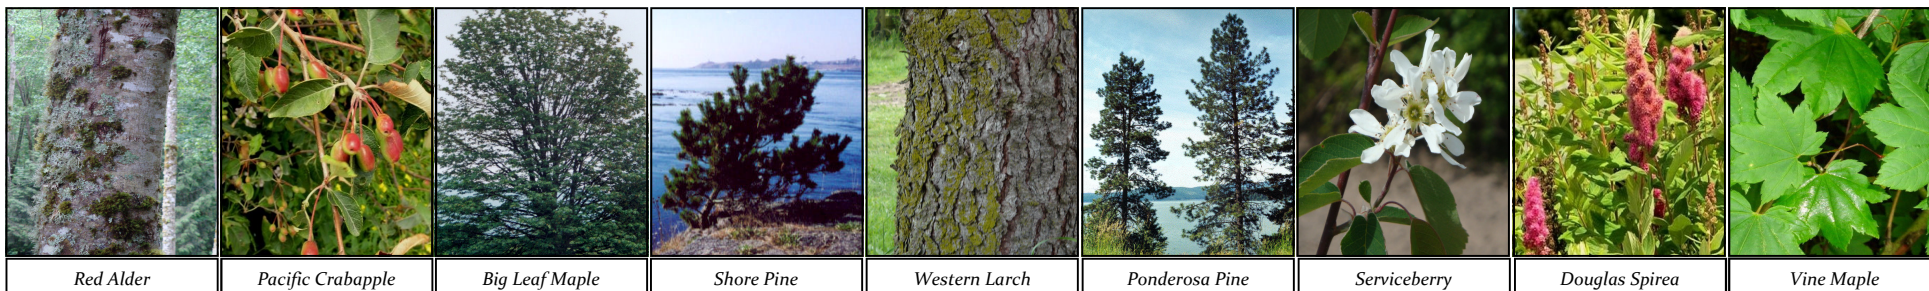 Red Alder
Pacific Crabapple
Big Leaf Maple
Shore Pine
Western Larch
Ponderosa Pine
Serviceberry
Douglas Spirea
Vine Maple